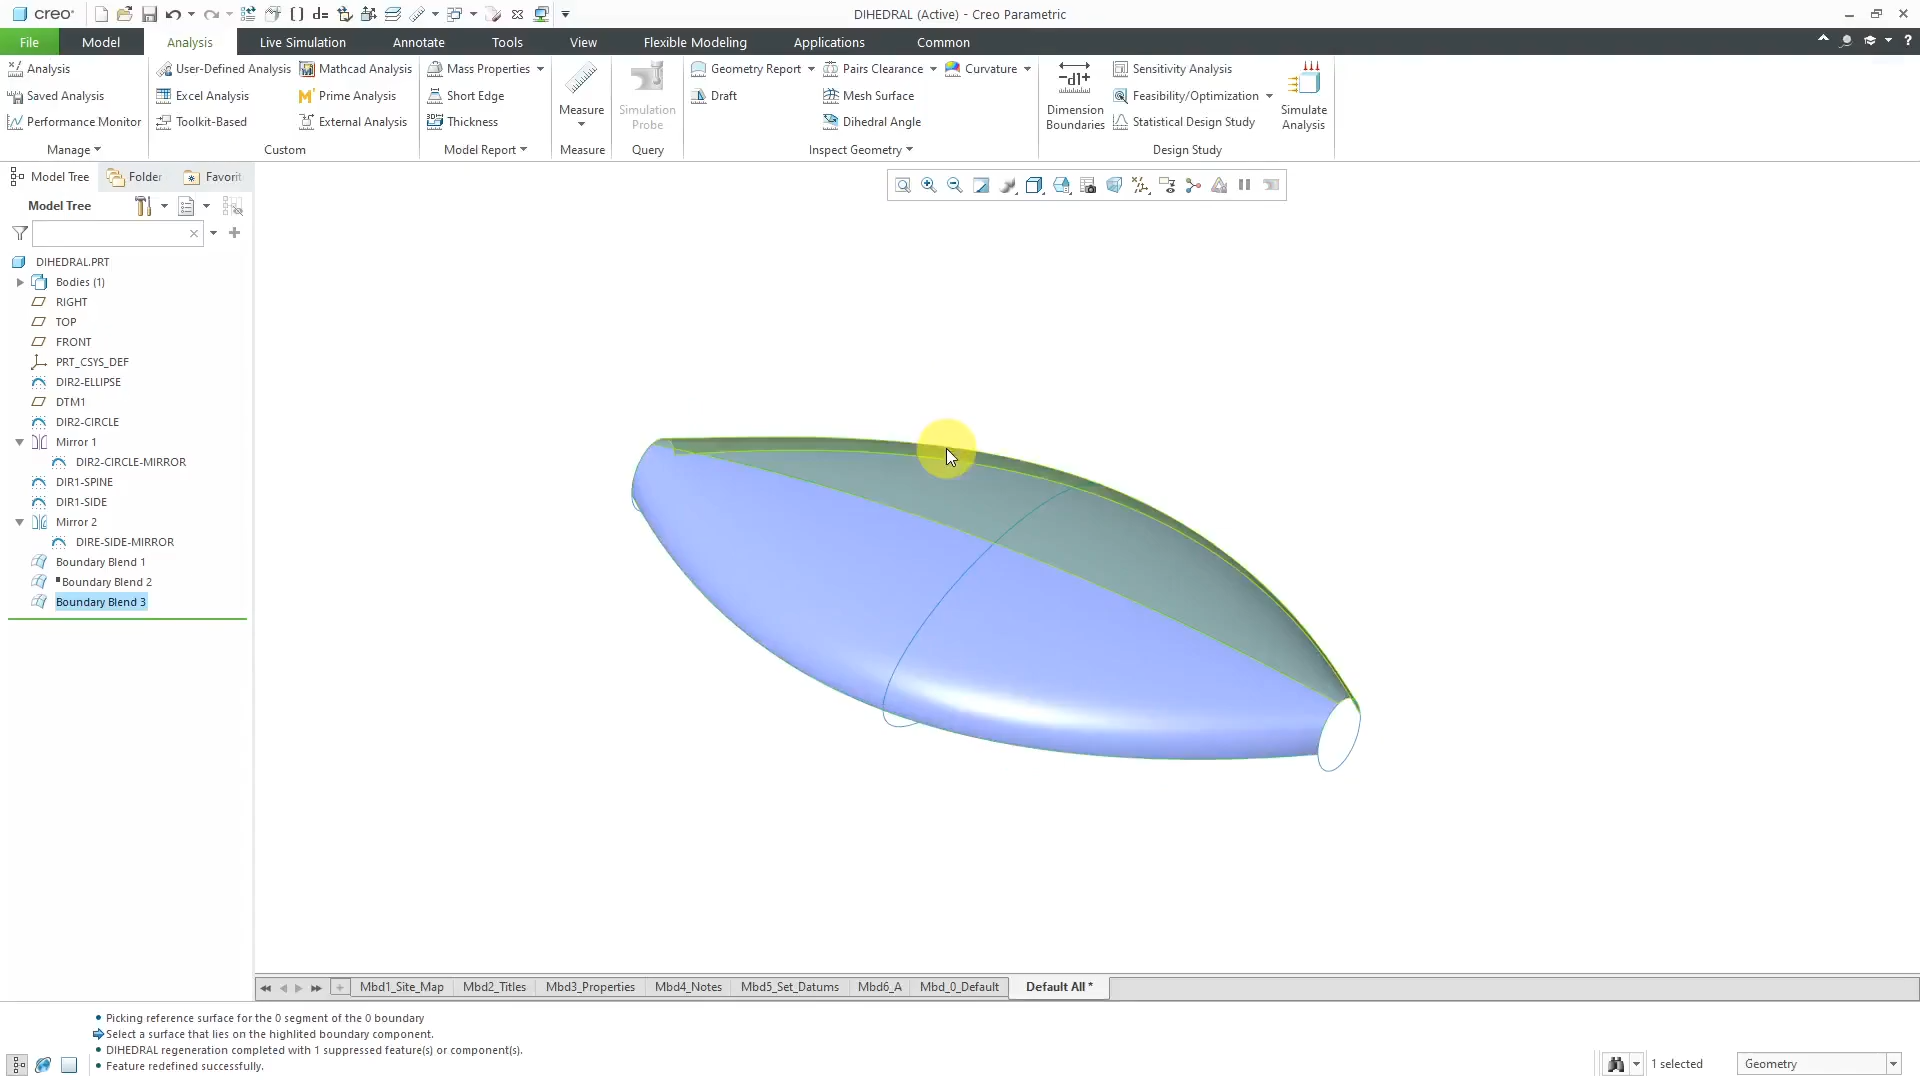 creo
d=
DIHEDRAL (Active) - Creo Parametric
File
Model
Analysis
Live Simulation
Annotate
Tools
View
Flexible Modeling
Applications
Common
?
Analysis
Saved Analysis
Performance Monitor
Manage
User-Defined Analysis
Excel Analysis
Toolkit-Based
Mathcad Analysis
Prime Analysis
External Analysis
Custom
Mass Properties
Short Edge
Thickness
Model Report
Measure
Measure
Simulation
Probe
Query
Geometry Report
Draft
Pairs Clearance
Mesh Surface
Dihedral Angle
Curvature
Inspect Geometry
Dimension
Boundaries
Sensitivity Analysis
Feasibility/Optimization
Statistical Design Study
Simulate
Analysis
Design Study
Model Tree
Folder
Favorit
Model Tree
DIHEDRAL.PRT
Bodies (1)
RIGHT
TOP
FRONT
PRT_CSYS_DEF
DIR2-ELLIPSE
DTM1
DIR2-CIRCLE
Mirror 1
DIR2-CIRCLE-MIRROR
DIR1-SPINE
DIR1-SIDE
Mirror 2
DIRE-SIDE-MIRROR
Boundary Blend 1
Boundary Blend 2
Boundary Blend 3
Mbd1_Site_Map
Mbd2_Titles
Mbd3_Properties
Mbd4_Notes
Mbd5_Set_Datums
Mbd6_A
Mbd_0_Default
Default All *
• Picking reference surface for the 0 segment of the 0 boundary
Select a surface that lies on the highlited boundary component.
• DIHEDRAL regeneration completed with 1 suppressed feature(s) or component(s).
• Feature redefined successfully.
1 selected
Geometry